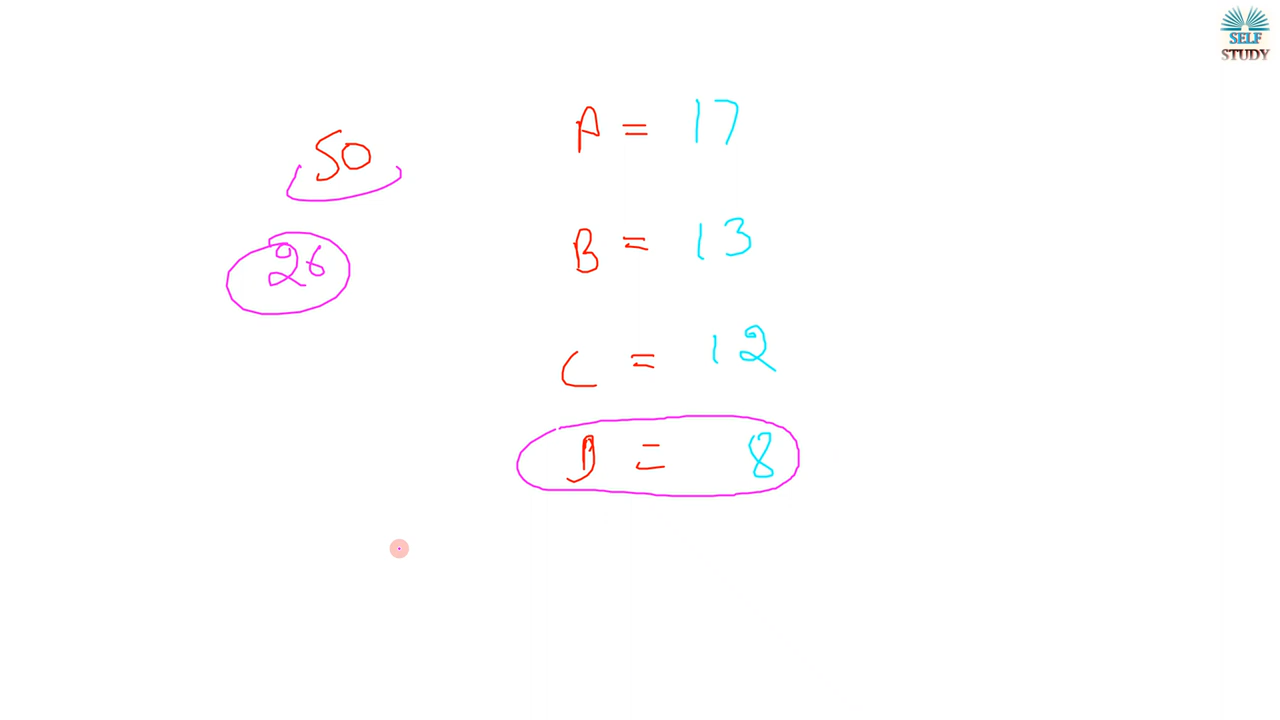 SELF
STUDY
50
26
A = 17
B = 13
C = 12
D = 8